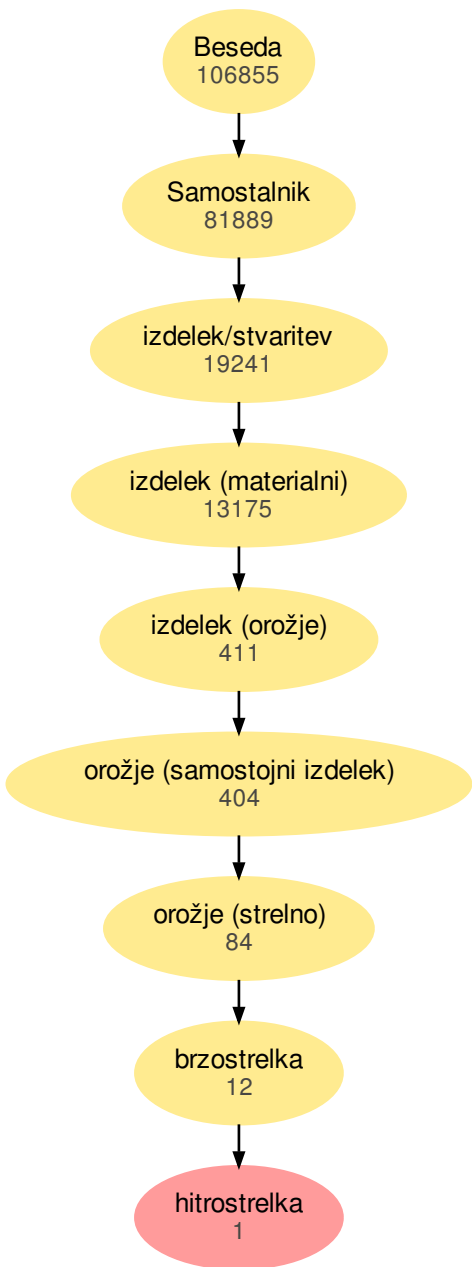 Beseda
106855
Samostalnik
81889
izdelek/stvaritev
19241
izdelek (materialni)
13175
izdelek (orožje)
411
orožje (samostojni izdelek)
404
orožje (strelno)
84
brzostrelka
12
hitrostrelka
1